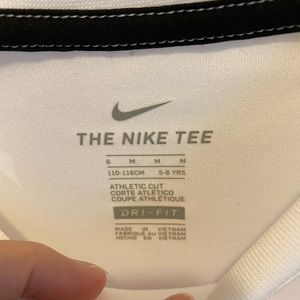 THE NIKE TEE
6 M M M
110-116CM 5-6 YRS
ATHLETIC CUT
CORTE ATLÉTICO
COUPE ATHLÉTIQUE
DRI-FIT
MADE IN VIETNAM
FABRIQUÉ AU VIETNAM
HECHO EN VIETNAM